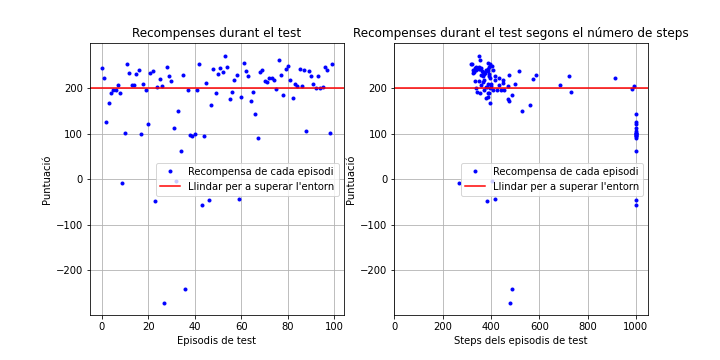 Recompenses durant el test
200
100
0
−100
−200
Puntuació
Recompensa de cada episodi
Llindar per a superar l'entorn
0
20
40
60
80
100
Episodis de test
Recompenses durant el test segons el número de steps
200
100
0
−100
−200
Puntuació
Recompensa de cada episodi
Llindar per a superar l'entorn
0
200
400
600
800
1000
Steps dels episodis de test